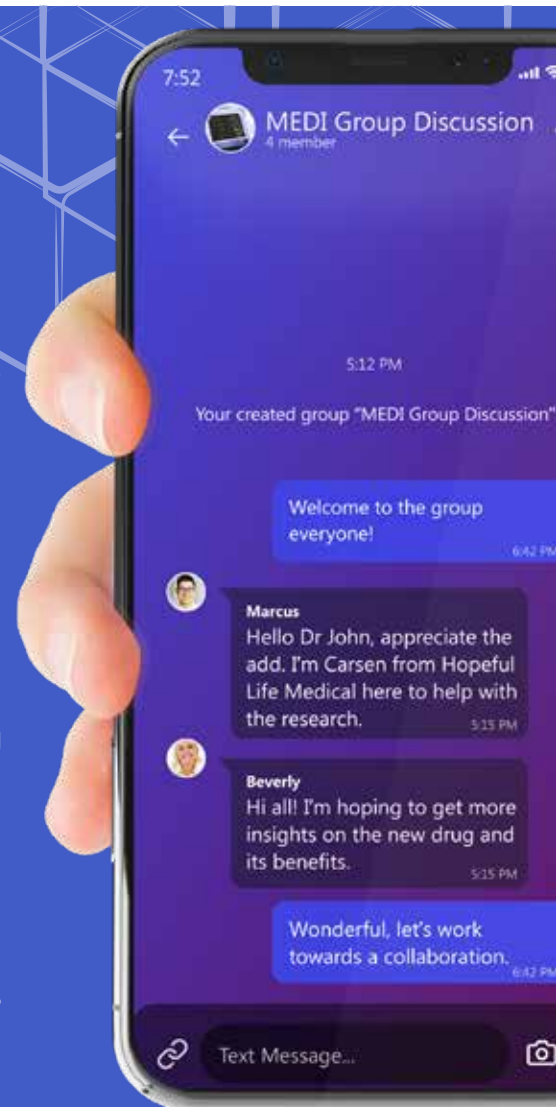 7:52
MEDI Group Discussion
4 member
5:12 PM
Your created group "MEDI Group Discussion"
Welcome to the group
everyone!
6:42 PM
Marcus
Hello Dr John, appreciate the
add. I'm Carsen from Hopeful
Life Medical here to help with
the research.
5:15 PM
Beverly
Hi all! I'm hoping to get more
insights on the new drug and
its benefits.
5:15 PM
Wonderful, let's work
towards a collaboration.
6:42 PM
Text Message...